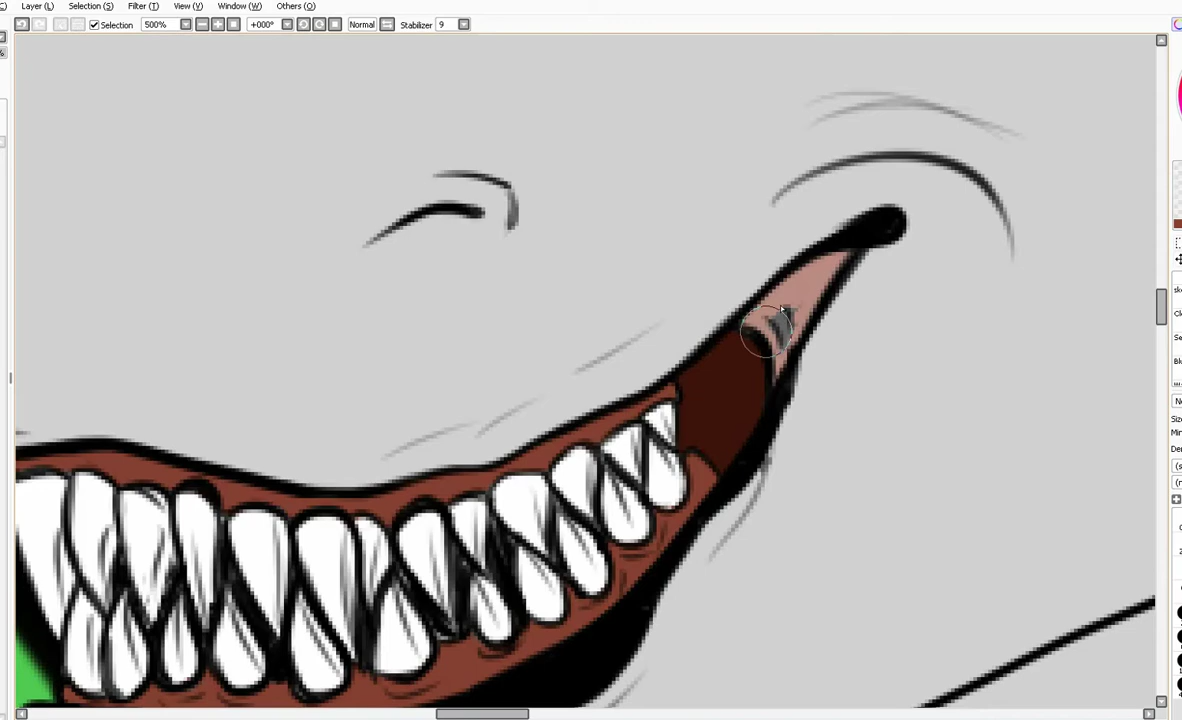 Layer (L) Selection (S) Filter (T) View (V) Window (W) Others (O)
Selection 500% +000° Normal Stabilizer 9